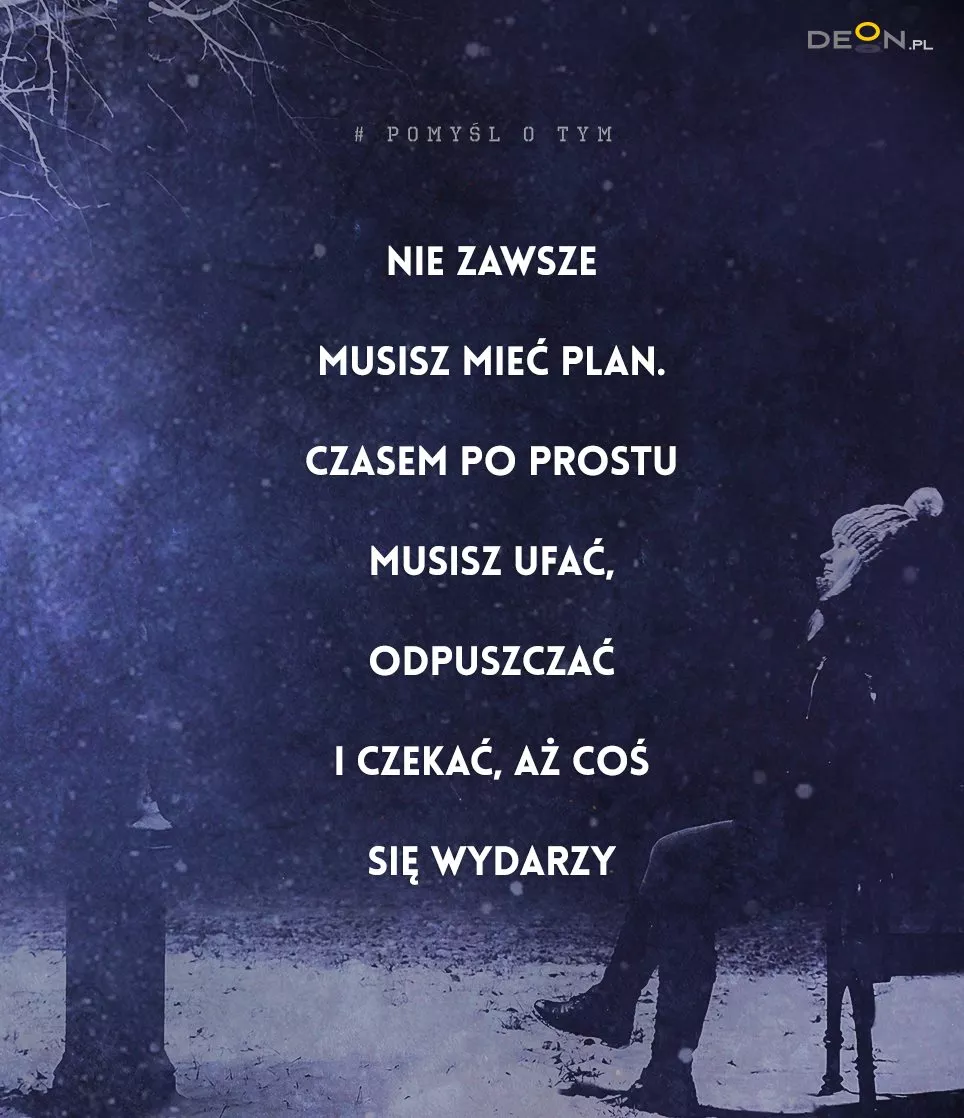 DEON.PL
# POMYŚL O TYM
NIE ZAWSZE
MUSISZ MIEĆ PLAN.
CZASEM PO PROSTU
MUSISZ UFAĆ,
ODPUSZCZAĆ
I CZEKAĆ, AŻ COŚ
SIĘ WYDARZY